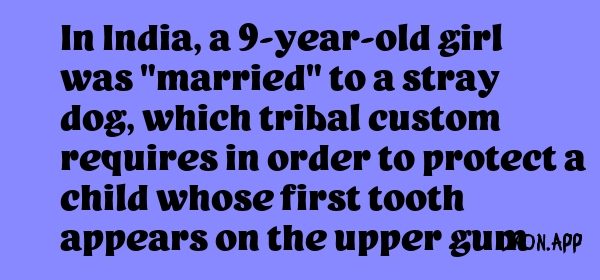 In India, a 9-year-old girl
was "married" to a stray
dog, which tribal custom
requires in order to protect a
child whose first tooth
appears on the upper gum